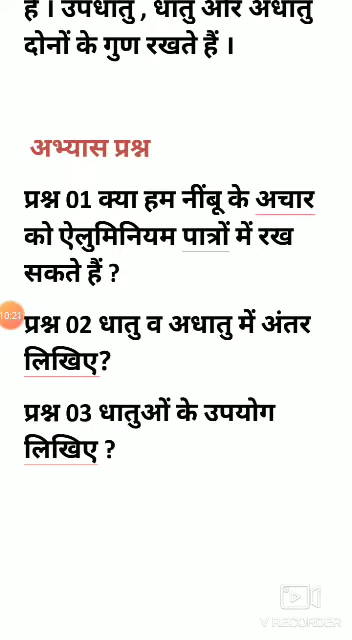 है । उपधातु , धातु और अधातु
दोनों के गुण रखते हैं ।
अभ्यास प्रश्न
प्रश्न 01 क्या हम नींबू के अचार
को ऐलुमिनियम पात्रों में रख
सकते हैं ?
10:21
प्रश्न 02 धातु व अधातु में अंतर
लिखिए?
प्रश्न 03 धातुओं के उपयोग
लिखिए ?
V RECORDER